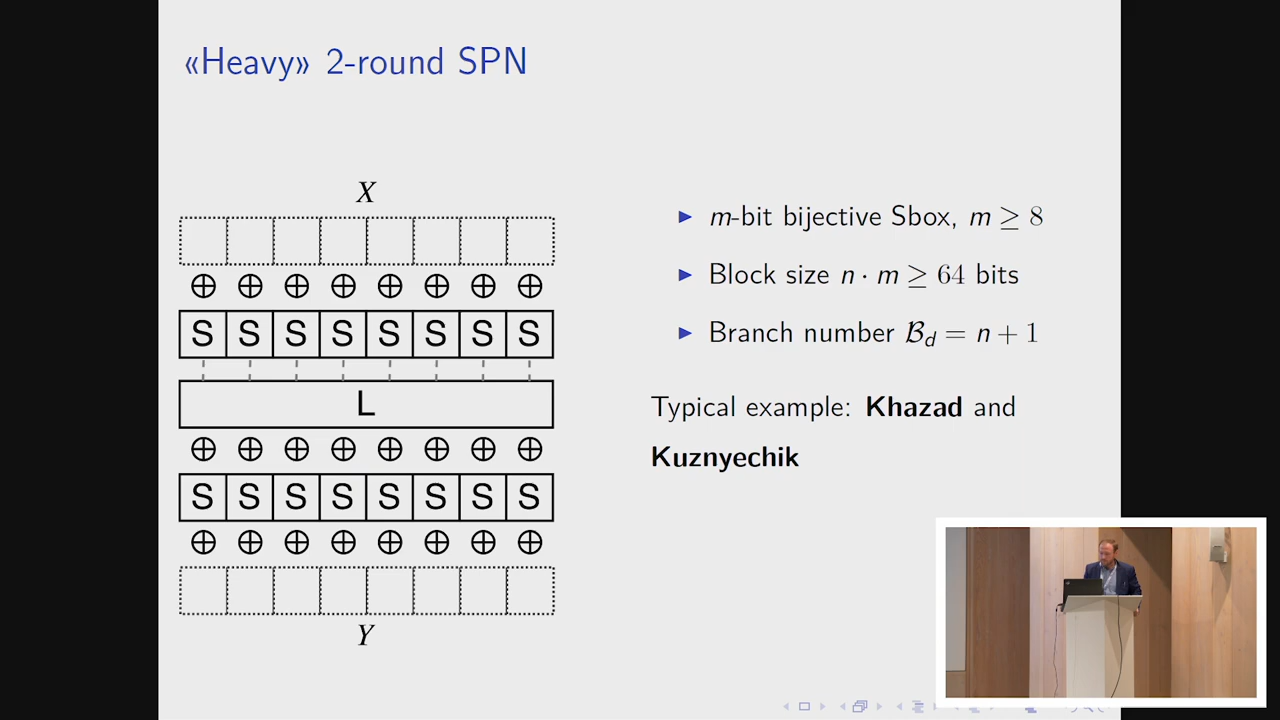 «Heavy» 2-round SPN
X
⊕ ⊕ ⊕ ⊕ ⊕ ⊕ ⊕ ⊕
S S S S S S S S
L
⊕ ⊕ ⊕ ⊕ ⊕ ⊕ ⊕ ⊕
S S S S S S S S
⊕ ⊕ ⊕ ⊕ ⊕ ⊕ ⊕ ⊕
Y
m-bit bijective Sbox, m ≥ 8
Block size n · m ≥ 64 bits
Branch number 𝓑d = n + 1
Typical example: Khazad and
Kuznyechik